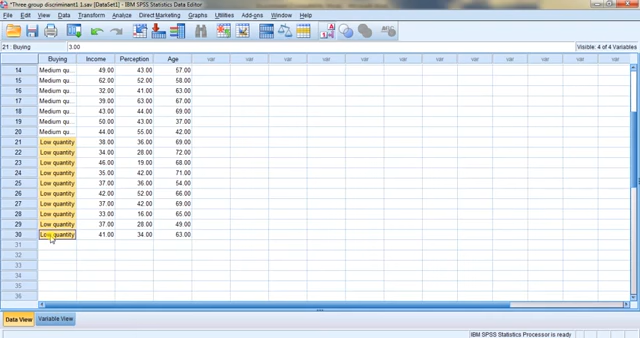 *Three group discriminant1 1.sav [DataSet1] - IBM SPSS Statistics Data Editor
File Edit View Data Transform Analyze Direct Marketing Graphs Utilities Add-ons Window Help
21 : Buying 3.00 Visible: 4 of 4 Variables
Buying Income Perception Age var var var var var var var var var var var
14 Medium qu... 49.00 43.00 57.00
15 Medium qu... 62.00 52.00 58.00
16 Medium qu... 32.00 41.00 63.00
17 Medium qu... 39.00 63.00 67.00
18 Medium qu... 43.00 44.00 69.00
19 Medium qu... 50.00 43.00 37.00
20 Medium qu... 44.00 55.00 42.00
21 Low quantity 38.00 36.00 69.00
22 Low quantity 34.00 28.00 72.00
23 Low quantity 46.00 19.00 68.00
24 Low quantity 35.00 42.00 71.00
25 Low quantity 37.00 36.00 54.00
26 Low quantity 42.00 52.00 66.00
27 Low quantity 37.00 42.00 69.00
28 Low quantity 33.00 16.00 65.00
29 Low quantity 37.00 28.00 49.00
30 Low quantity 41.00 34.00 63.00
31
32
33
34
35
36
Data View Variable View
IBM SPSS Statistics Processor is ready